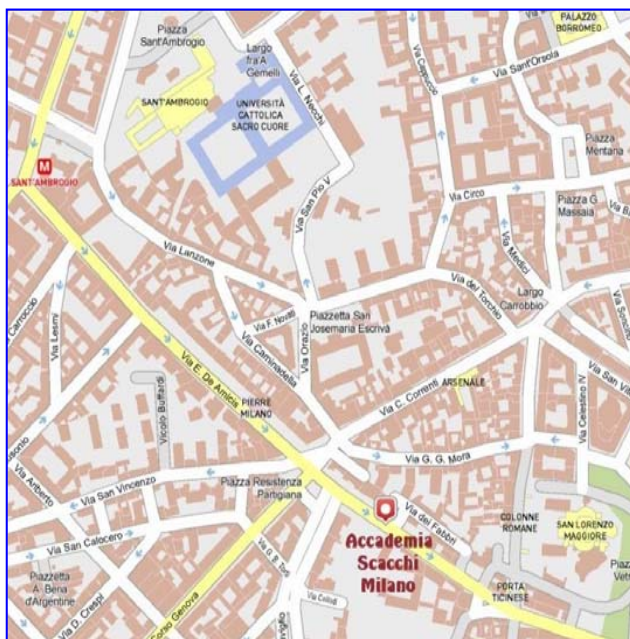 Piazza
Sant'Ambrogio
Largo
fra A.
Gemelli
SANT'AMBROGIO
UNIVERSITÀ
CATTOLICA
SACRO CUORE
Via L. Necchi
Via Cappuccio
PALAZZO
BORROMEO
Via Sant'Orsola
Piazza
Mentana
M
SANT'AMBROGIO
Via San Pio V
Via Circo
Piazza G.
Massaia
Via Lanzone
Via Medici
Via del Torchio
Largo
Carrobbio
Via Lesmi
Via F. Novati
Piazzetta San
Josemaria Escrivà
Via Orazio
Via Caminadella
Via E. De Amicis
Via C. Correnti
ARSENALE
Via Celestino IV
PIERRE
MILANO
Vicolo Buffardi
Via G. G. Mora
Via Ariberto
Via San Vincenzo
Piazza Resistenza
Partigiana
Via dei Fabbri
COLONNE
ROMANE
SAN LORENZO
MAGGIORE
Accademia
Scacchi
Milano
Via San Calocero
Piazzetta
A. Bena
d'Argentine
Via D. Crespi
Corso Genova
PORTA
TICINESE